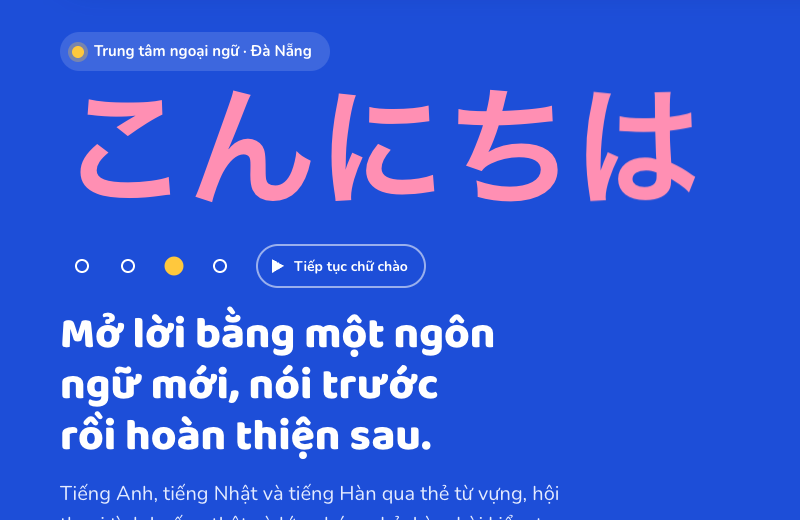 Trung tâm ngoại ngữ · Đà Nẵng
こんにちは
Tiếp tục chữ chào
Mở lời bằng một ngôn
ngữ mới, nói trước
rồi hoàn thiện sau.
Tiếng Anh, tiếng Nhật và tiếng Hàn qua thẻ từ vựng, hội